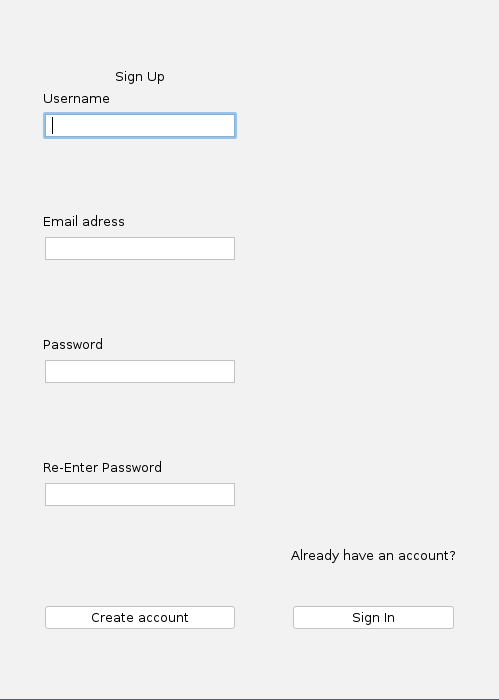 Sign Up
Username
Email adress
Password
Re-Enter Password
Already have an account?
Create account
Sign In